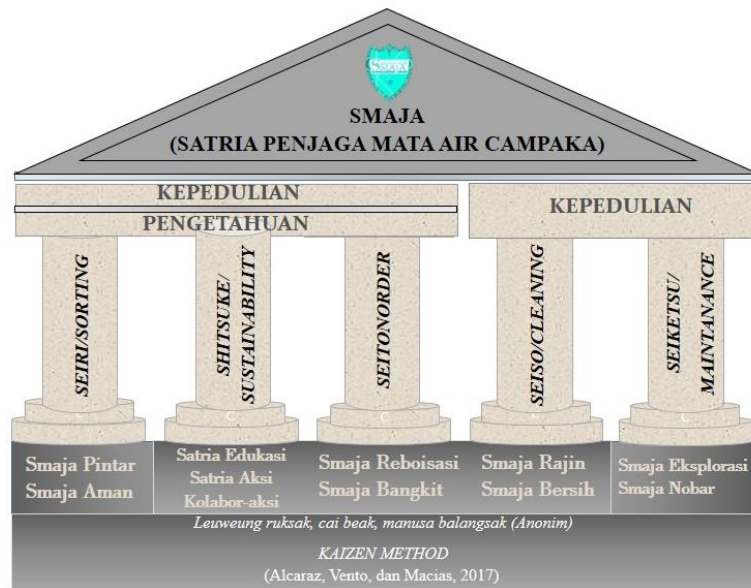 Smaja
SMAJA
(SATRIA PENJAGA MATA AIR CAMPAKA)
KEPEDULIAN
PENGETAHUAN
KEPEDULIAN
SEIRI/SORTING
SHITSUKE/
SUSTAINABILITY
SEITONORDER
SEISO/CLEANING
SEIKETSU/
MAINTANANCE
Smaja Pintar
Smaja Aman
Satria Edukasi
Satria Aksi
Kolabor-aksi
Smaja Reboisasi
Smaja Bangkit
Smaja Rajin
Smaja Bersih
Smaja Eksplorasi
Smaja Nobar
Leuweung ruksak, cai beak, manusa balangsak (Anonim)
KAIZEN METHOD
(Alcaraz, Vento, dan Macias, 2017)